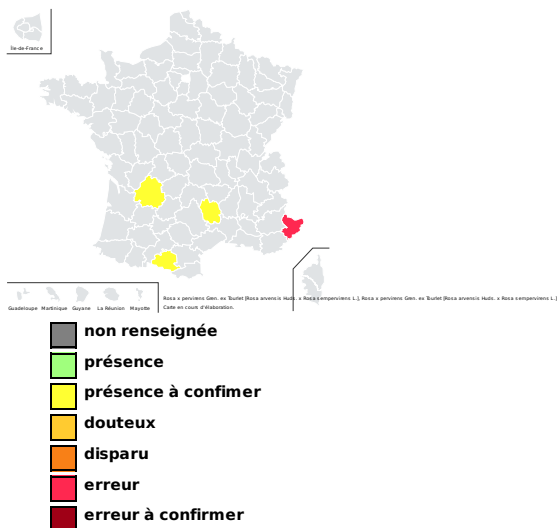 Île-de-France
Guadeloupe Martinique Guyane La Réunion Mayotte
Rosa x pervirens Gren. ex Tourlet [Rosa arvensis Huds. x Rosa sempervirens L.], Rosa x pervirens Gren. ex Tourlet [Rosa arvensis Huds. x Rosa sempervirens L.]
Carte en cours d'élaboration.
non renseignée
présence
présence à confimer
douteux
disparu
erreur
erreur à confirmer